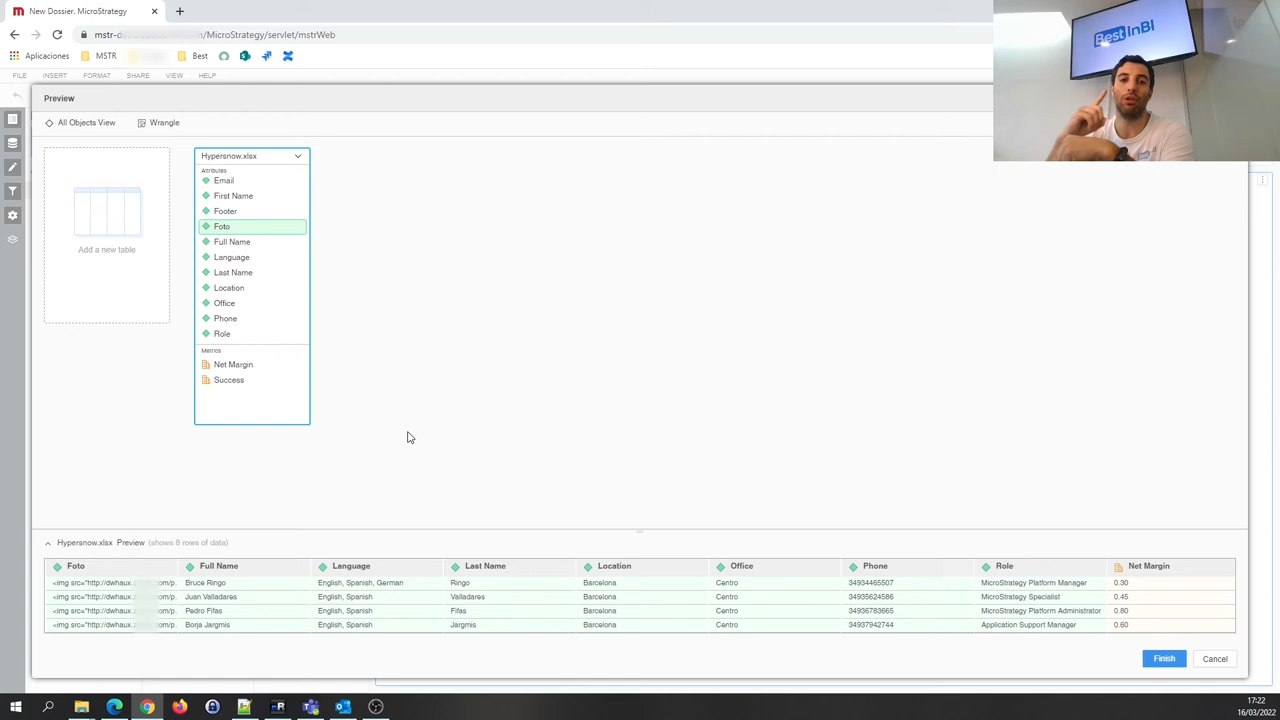 New Dossier. MicroStrategy
mstr-de /MicroStrategy/servlet/mstrWeb
Aplicaciones MSTR Best
FILE INSERT FORMAT SHARE VIEW HELP
BestInBI
Preview
All Objects View Wrangle
Add a new table
Hypersnow.xlsx
Attributes
Email
First Name
Footer
Foto
Full Name
Language
Last Name
Location
Office
Phone
Role
Metrics
Net Margin
Success
Hypersnow.xlsx Preview (shows 8 rows of data)
Foto Full Name Language Last Name Location Office Phone Role Net Margin
<img src="http://dwhaux. com/p. Bruce Ringo English, Spanish, German Ringo Barcelona Centro 34934465507 MicroStrategy Platform Manager 0.30
<img src="http://dwhaux. com/p. Juan Valladares English, Spanish Valladares Barcelona Centro 34935624586 MicroStrategy Specialist 0.45
<img src="http://dwhaux. com/p. Pedro Fifas English, Spanish Fifas Barcelona Centro 34936783665 MicroStrategy Platform Administrator 0.80
<img src="http://dwhaux. com/p. Borja Jargmis English, Spanish Jargmis Barcelona Centro 34937942744 Application Support Manager 0.60
Finish Cancel
17:22
16/03/2022